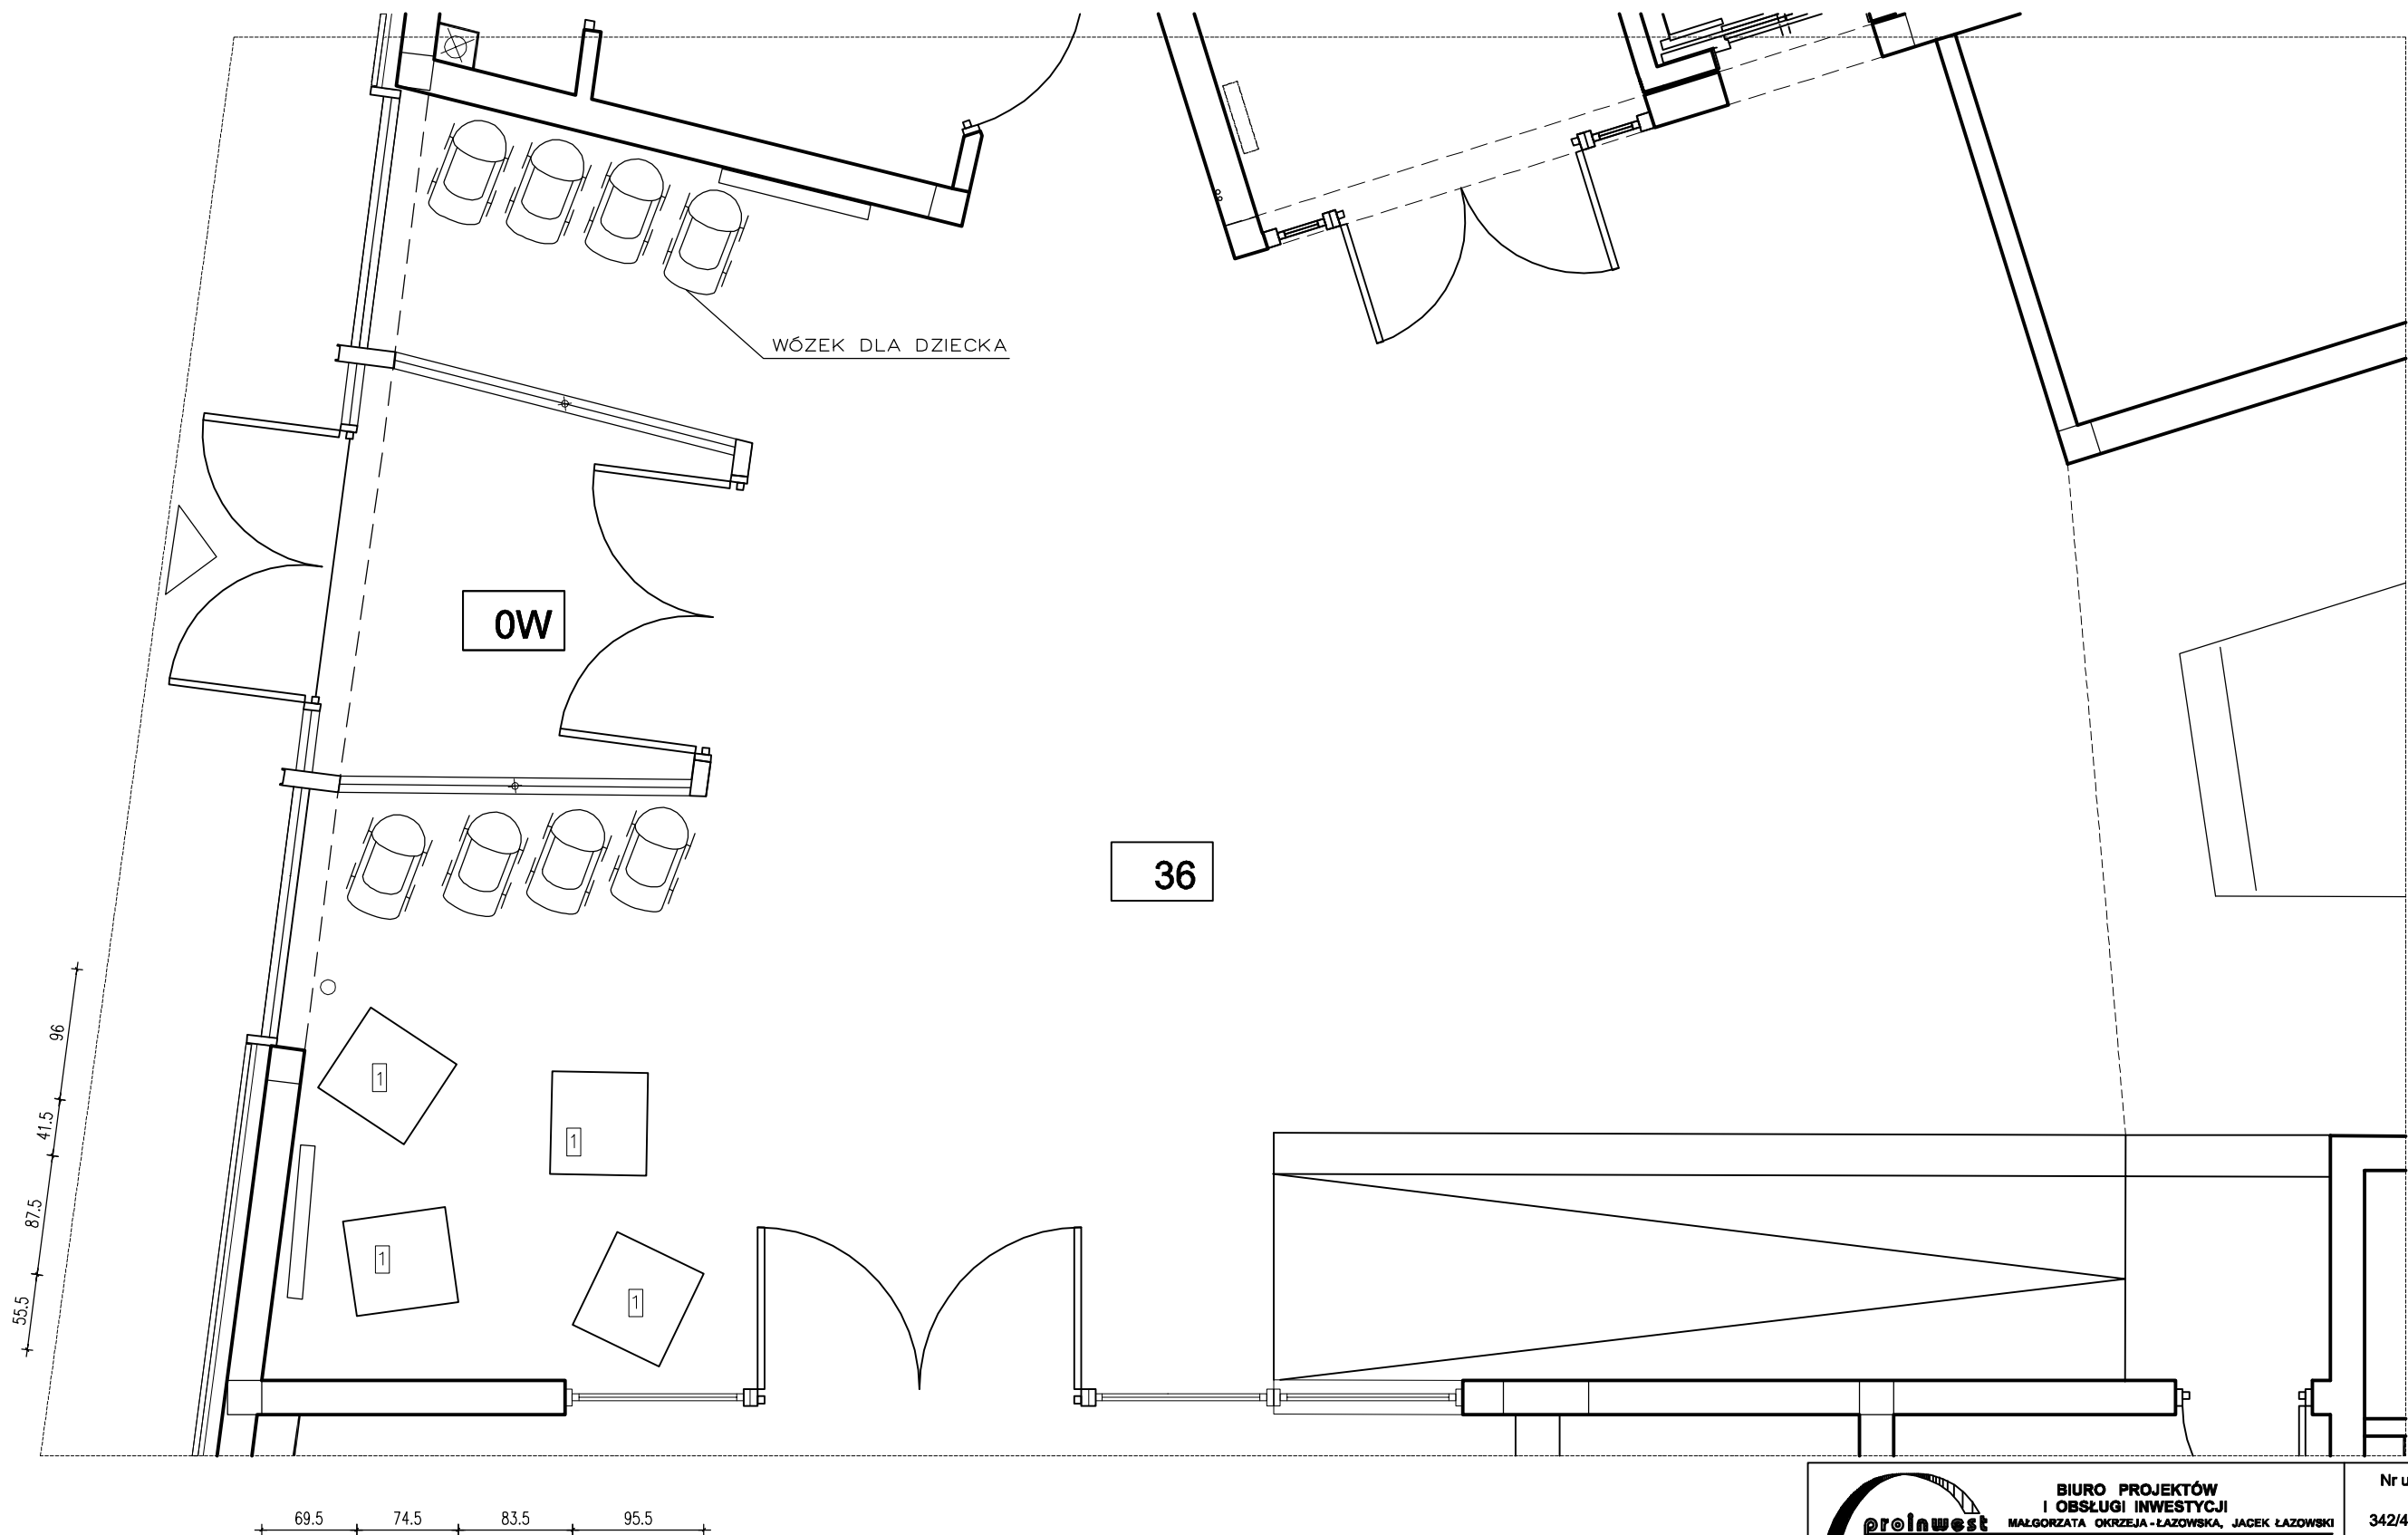 WÓZEK DLA DZIECKA
0W
36
96
41.5
87.5
55.5
1
1
1
1
69.5 74.5 83.5 95.5
proinwest
BIURO PROJEKTÓW
I OBSŁUGI INWESTYCJI
MAŁGORZATA OKRZEJA-ŁAZOWSKA, JACEK ŁAZOWSKI
Nr